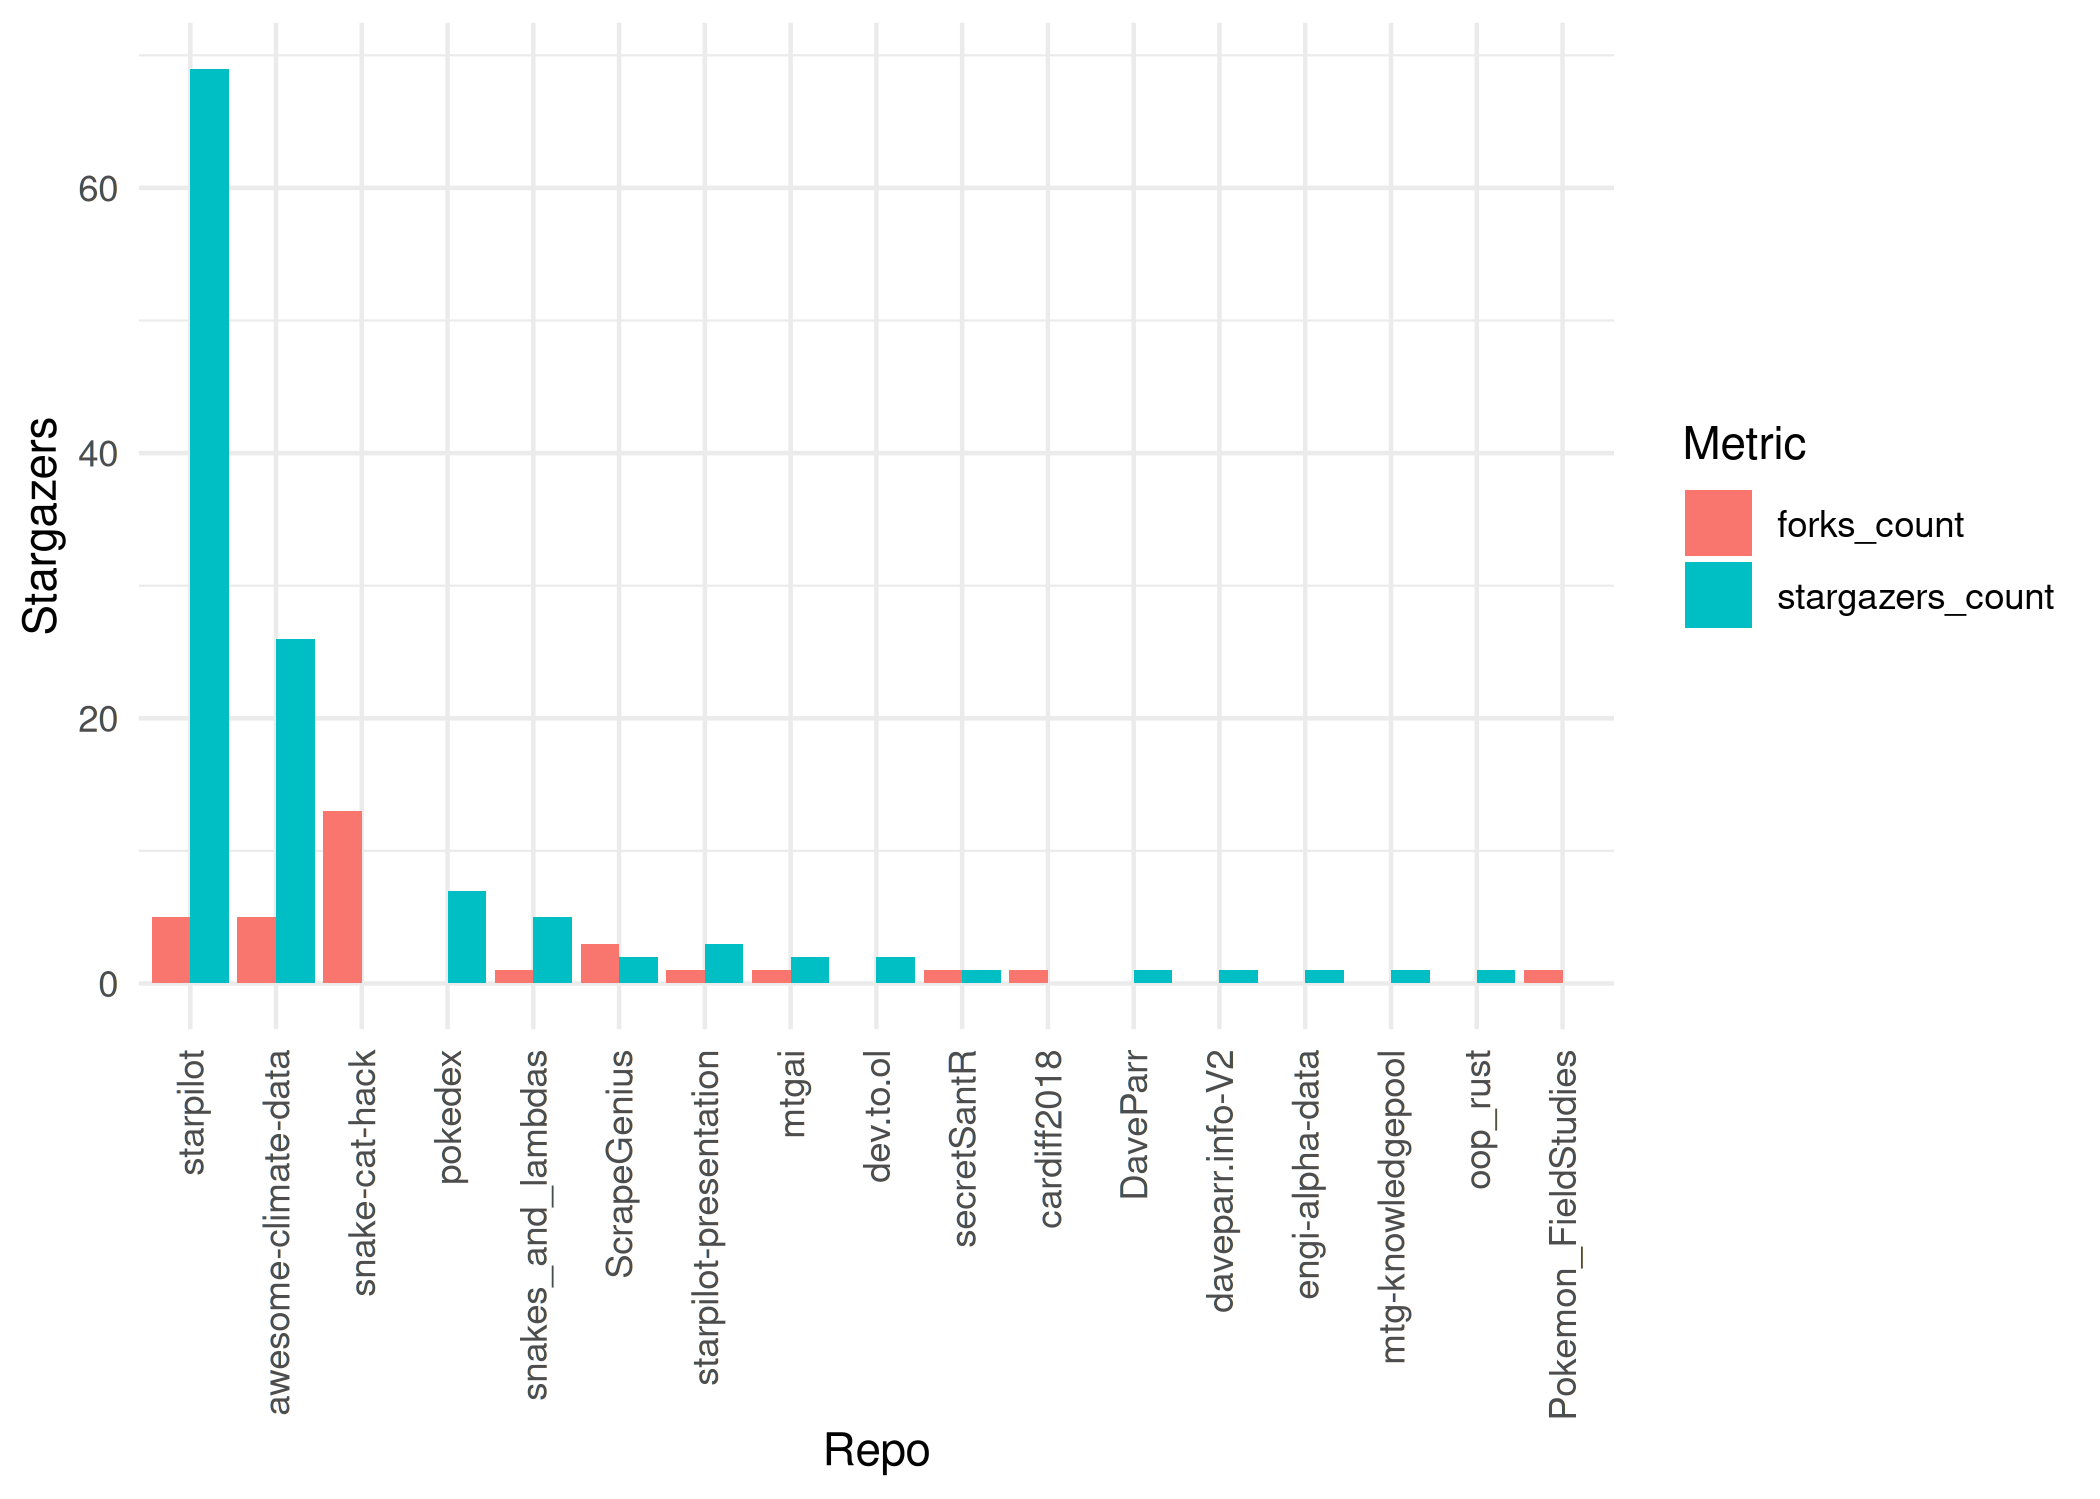 Stargazers
60
40
20
0
starpilot
awesome-climate-data
snake-cat-hack
pokedex
snakes_and_lambdas
ScrapeGenius
starpilot-presentation
mtgai
dev.to.ol
secretSantR
cardiff2018
DaveParr
daveparr.info-V2
engi-alpha-data
mtg-knowledgepool
oop_rust
Pokemon_FieldStudies
Repo
Metric
forks_count
stargazers_count